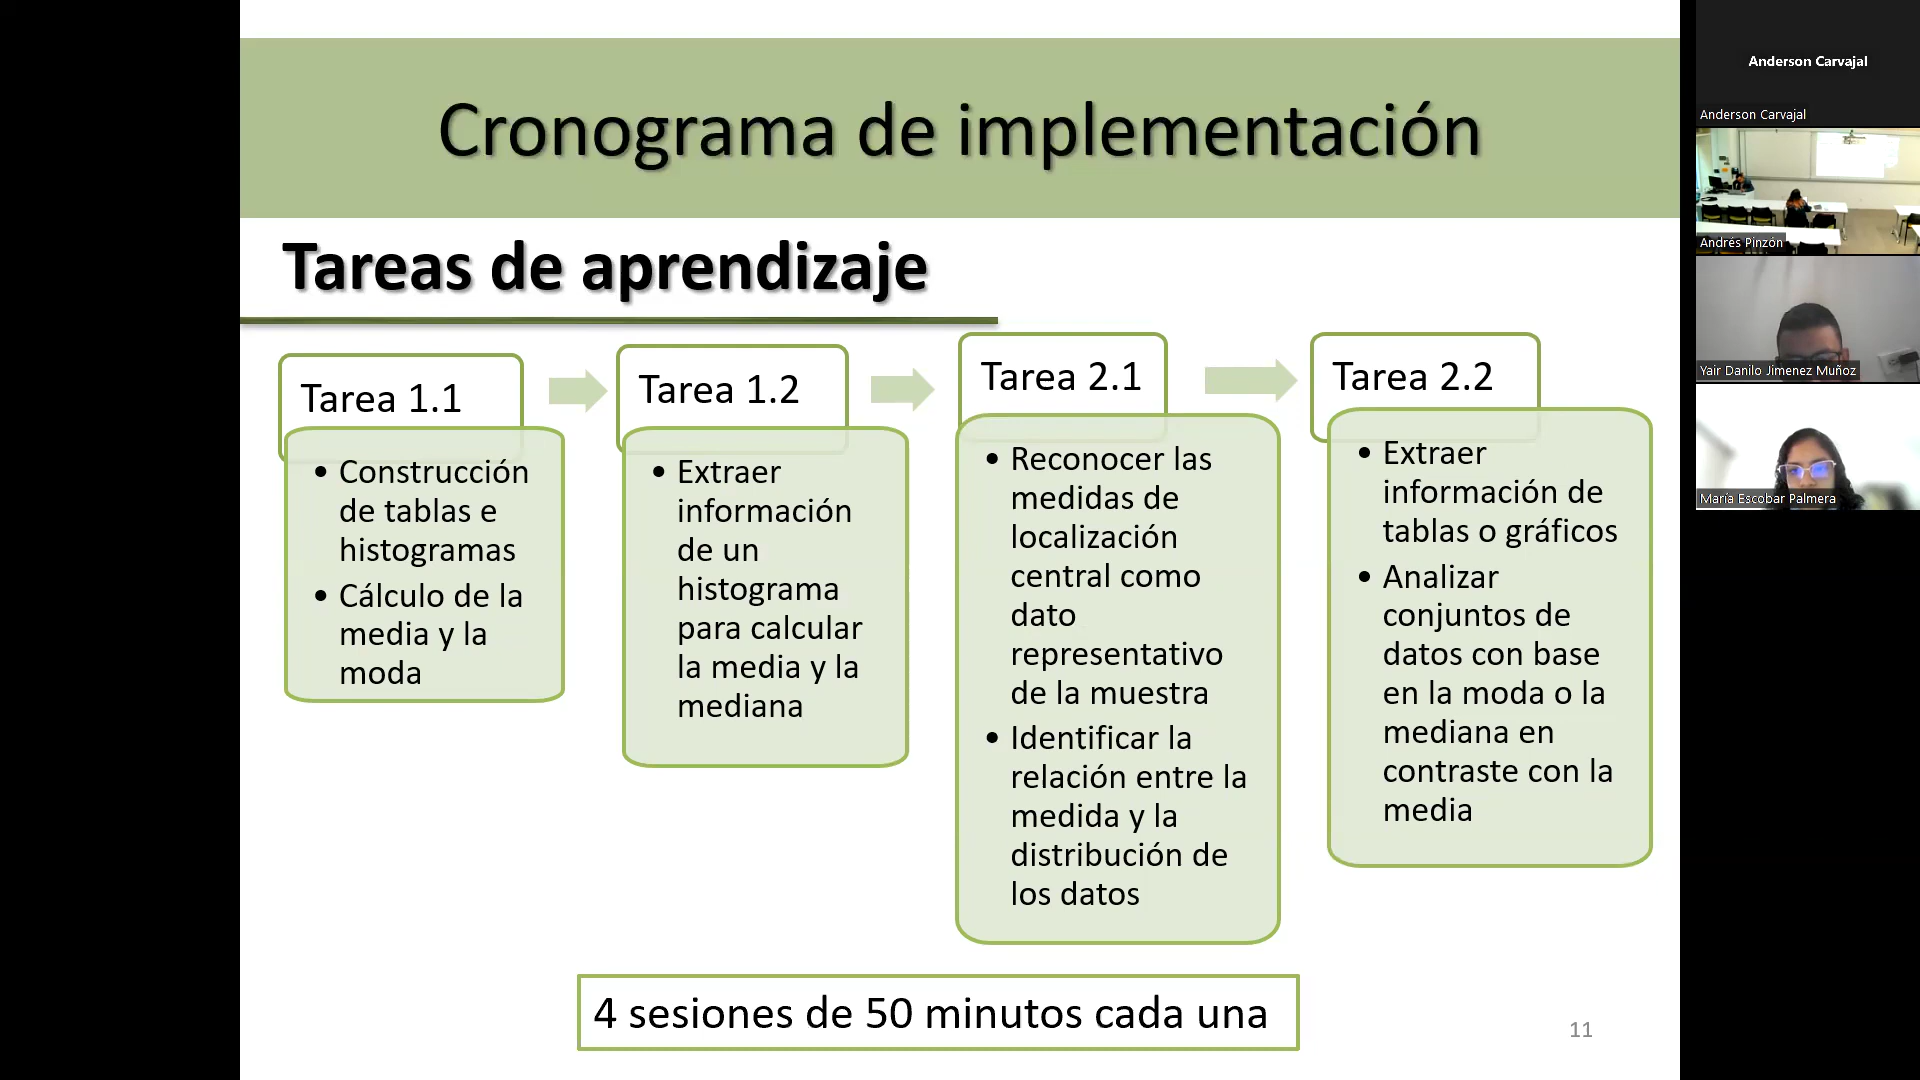 Cronograma de implementación
Tareas de aprendizaje
Tarea 1.1
• Construcción
de tablas e
histogramas
• Cálculo de la
media y la
moda
Tarea 1.2
• Extraer
información
de un
histograma
para calcular
la media y la
mediana
Tarea 2.1
• Reconocer las
medidas de
localización
central como
dato
representativo
de la muestra
• Identificar la
relación entre la
medida y la
distribución de
los datos
Tarea 2.2
• Extraer
información de
tablas o gráficos
• Analizar
conjuntos de
datos con base
en la moda o la
mediana en
contraste con la
media
4 sesiones de 50 minutos cada una
11
Anderson Carvajal
Anderson Carvajal
Andrés Pinzón
Yair Danilo Jimenez Muñoz
María Escobar Palmera